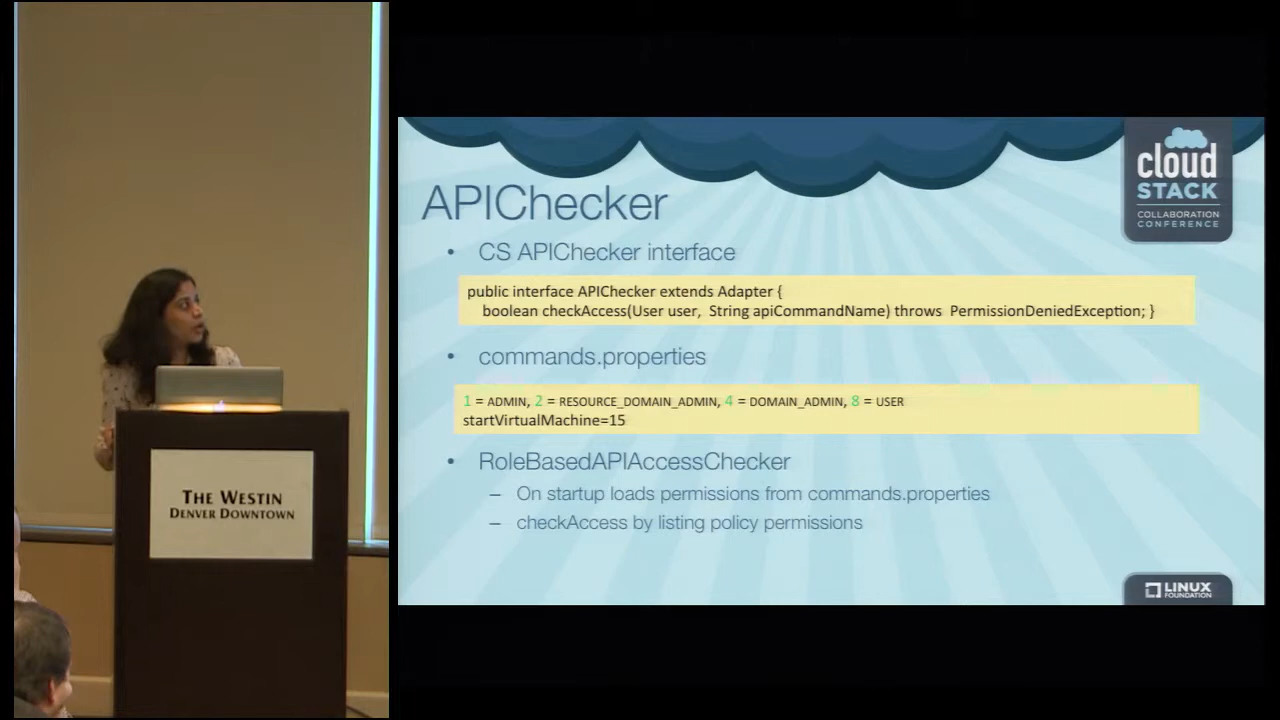 THE WESTIN
DENVER DOWNTOWN
cloud
STACK
COLLABORATION
CONFERENCE
APIChecker
• CS APIChecker interface
public interface APIChecker extends Adapter {
boolean checkAccess(User user, String apiCommandName) throws PermissionDeniedException; }
• commands.properties
1 = ADMIN, 2 = RESOURCE_DOMAIN_ADMIN, 4 = DOMAIN_ADMIN, 8 = USER
startVirtualMachine=15
• RoleBasedAPIAccessChecker
– On startup loads permissions from commands.properties
– checkAccess by listing policy permissions
LINUX
FOUNDATION